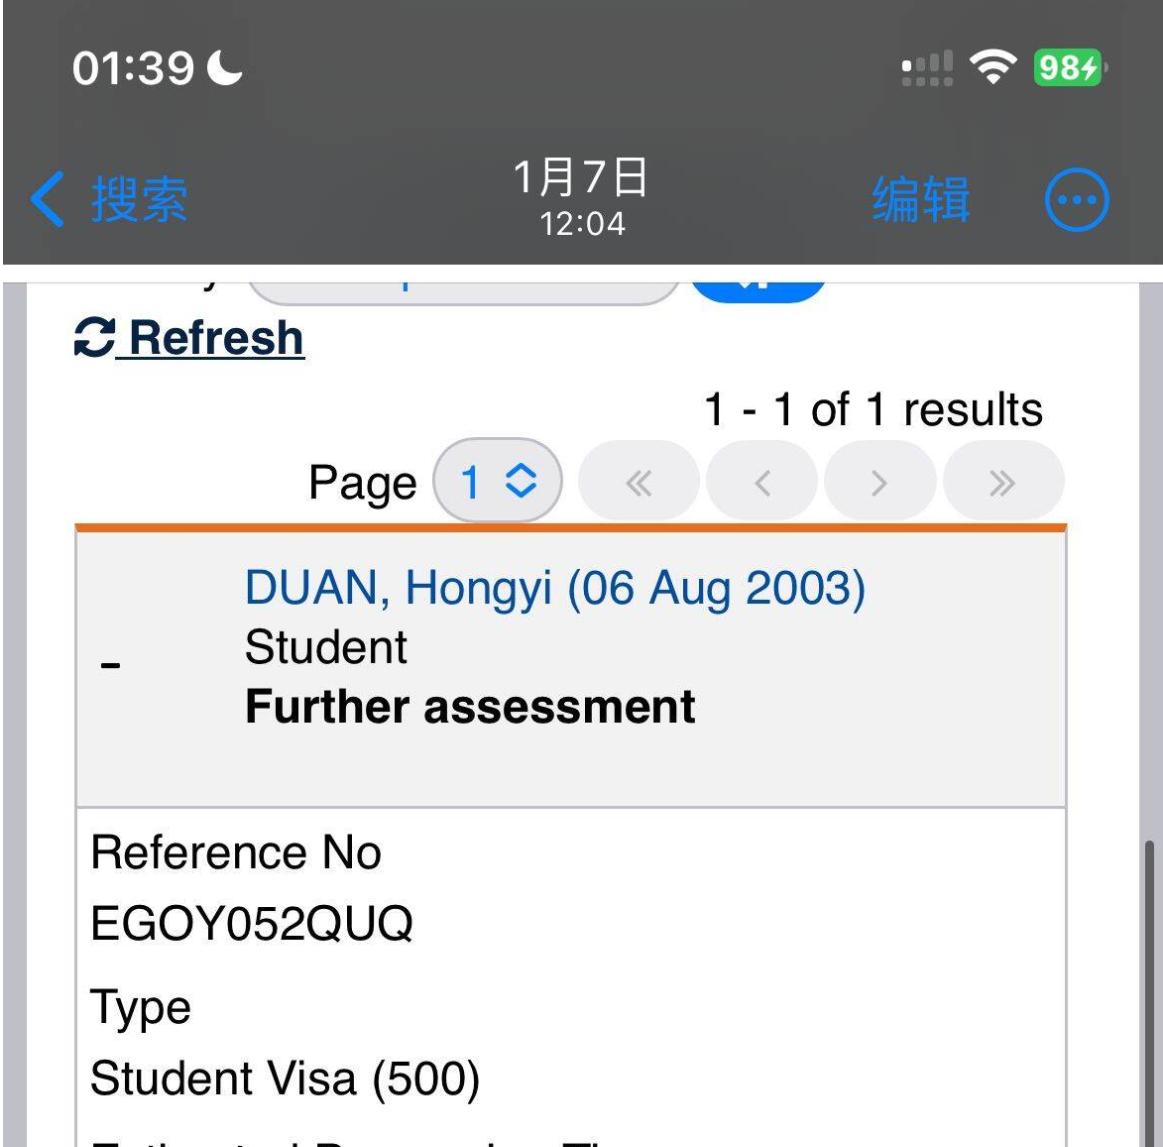 01:39
98
搜索
1月7日
12:04
编辑
Refresh
1 - 1 of 1 results
Page 1
DUAN, Hongyi (06 Aug 2003)
Student
Further assessment
Reference No
EGOY052QUQ
Type
Student Visa (500)